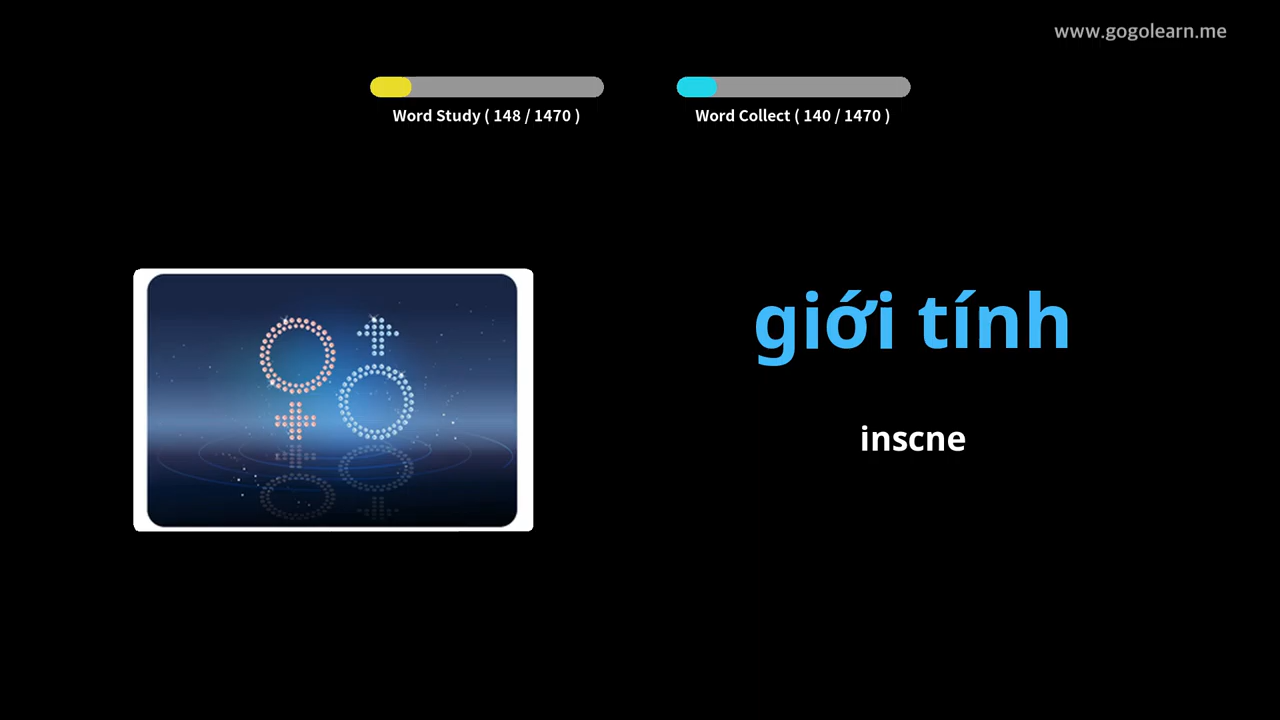 www.gogolearn.me
Word Study ( 148 / 1470 )
Word Collect ( 140 / 1470 )
giới tính
inscne